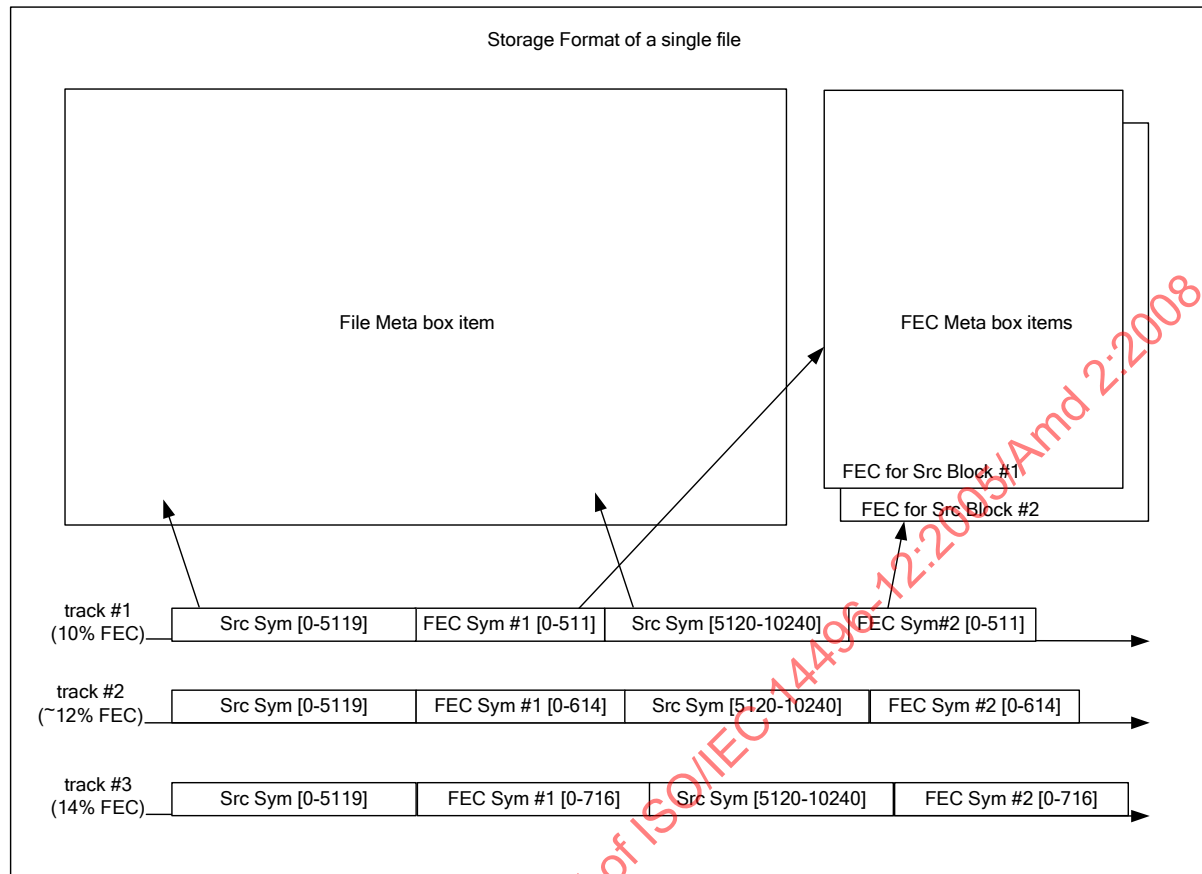 Storage Format of a single file
File Meta box item
FEC Meta box items
FEC for Src Block #1
FEC for Src Block #2
track #1
(10% FEC)
Src Sym [0-5119]
FEC Sym #1 [0-511]
Src Sym [5120-10240]
FEC Sym#2 [0-511]
track #2
(~12% FEC)
Src Sym [0-5119]
FEC Sym #1 [0-614]
Src Sym [5120-10240]
FEC Sym #2 [0-614]
track #3
(14% FEC)
Src Sym [0-5119]
FEC Sym #1 [0-716]
Src Sym [5120-10240]
FEC Sym #2 [0-716]
of ISO/IEC 14496-12:2005/Amd 2:2008